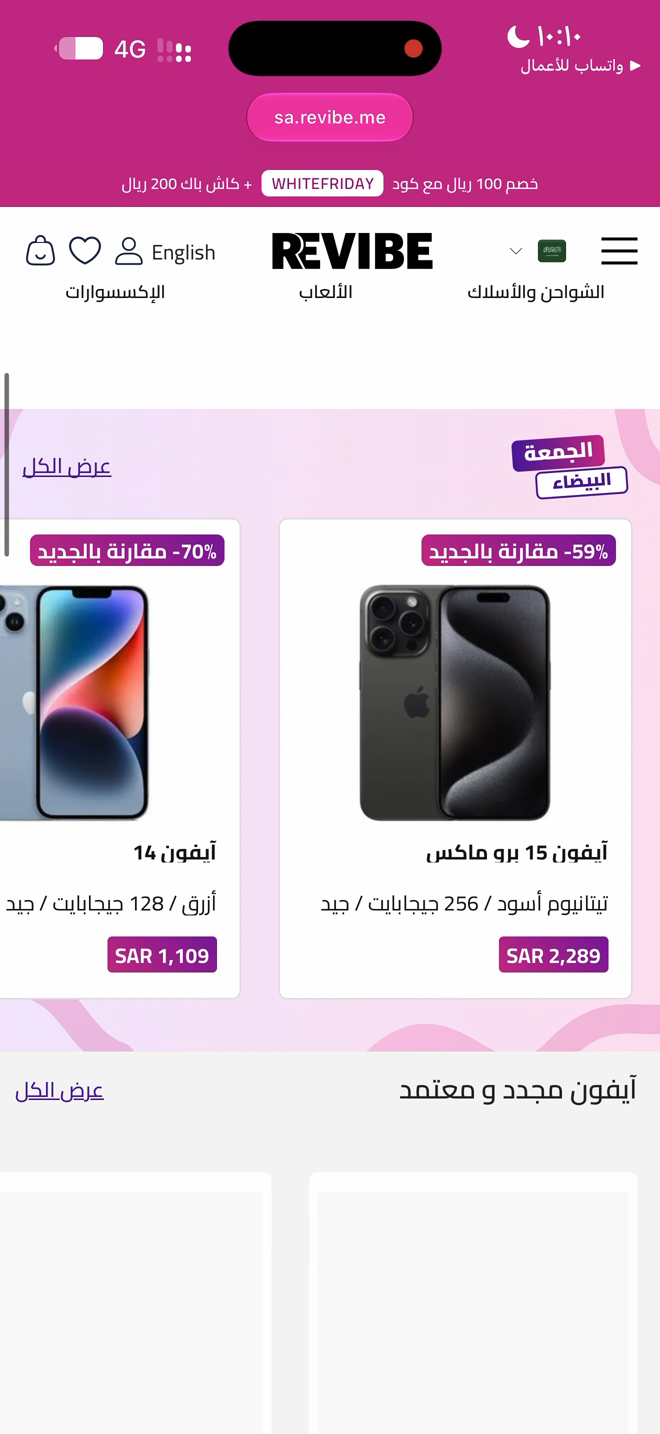 ١٠:١٠
4G
واتساب للأعمال
sa.revibe.me
خصم 100 ريال مع كود WHITEFRIDAY + كاش باك 200 ريال
REVIBE
English
الشواحن والأسلاك
الألعاب
الإكسسوارات
الجمعة
البيضاء
عرض الكل
-59% مقارنة بالجديد
آيفون 15 برو ماكس
تيتانيوم أسود / 256 جيجابايت / جيد
SAR 2,289
-70% مقارنة بالجديد
آيفون 14
أزرق / 128 جيجابايت / جيد
SAR 1,109
آيفون مجدد و معتمد
عرض الكل